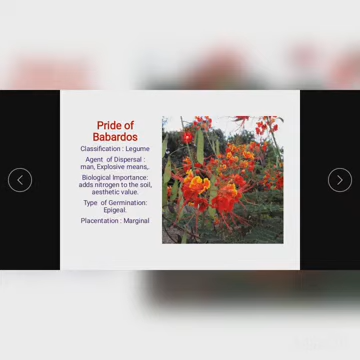 Pride of
Babardos
Classification : Legume
Agent of Dispersal :
man, Explosive means,.
Biological Importance:
adds nitrogen to the soil,
aesthetic value.
Type of Germination:
Epigeal.
Placentation : Marginal